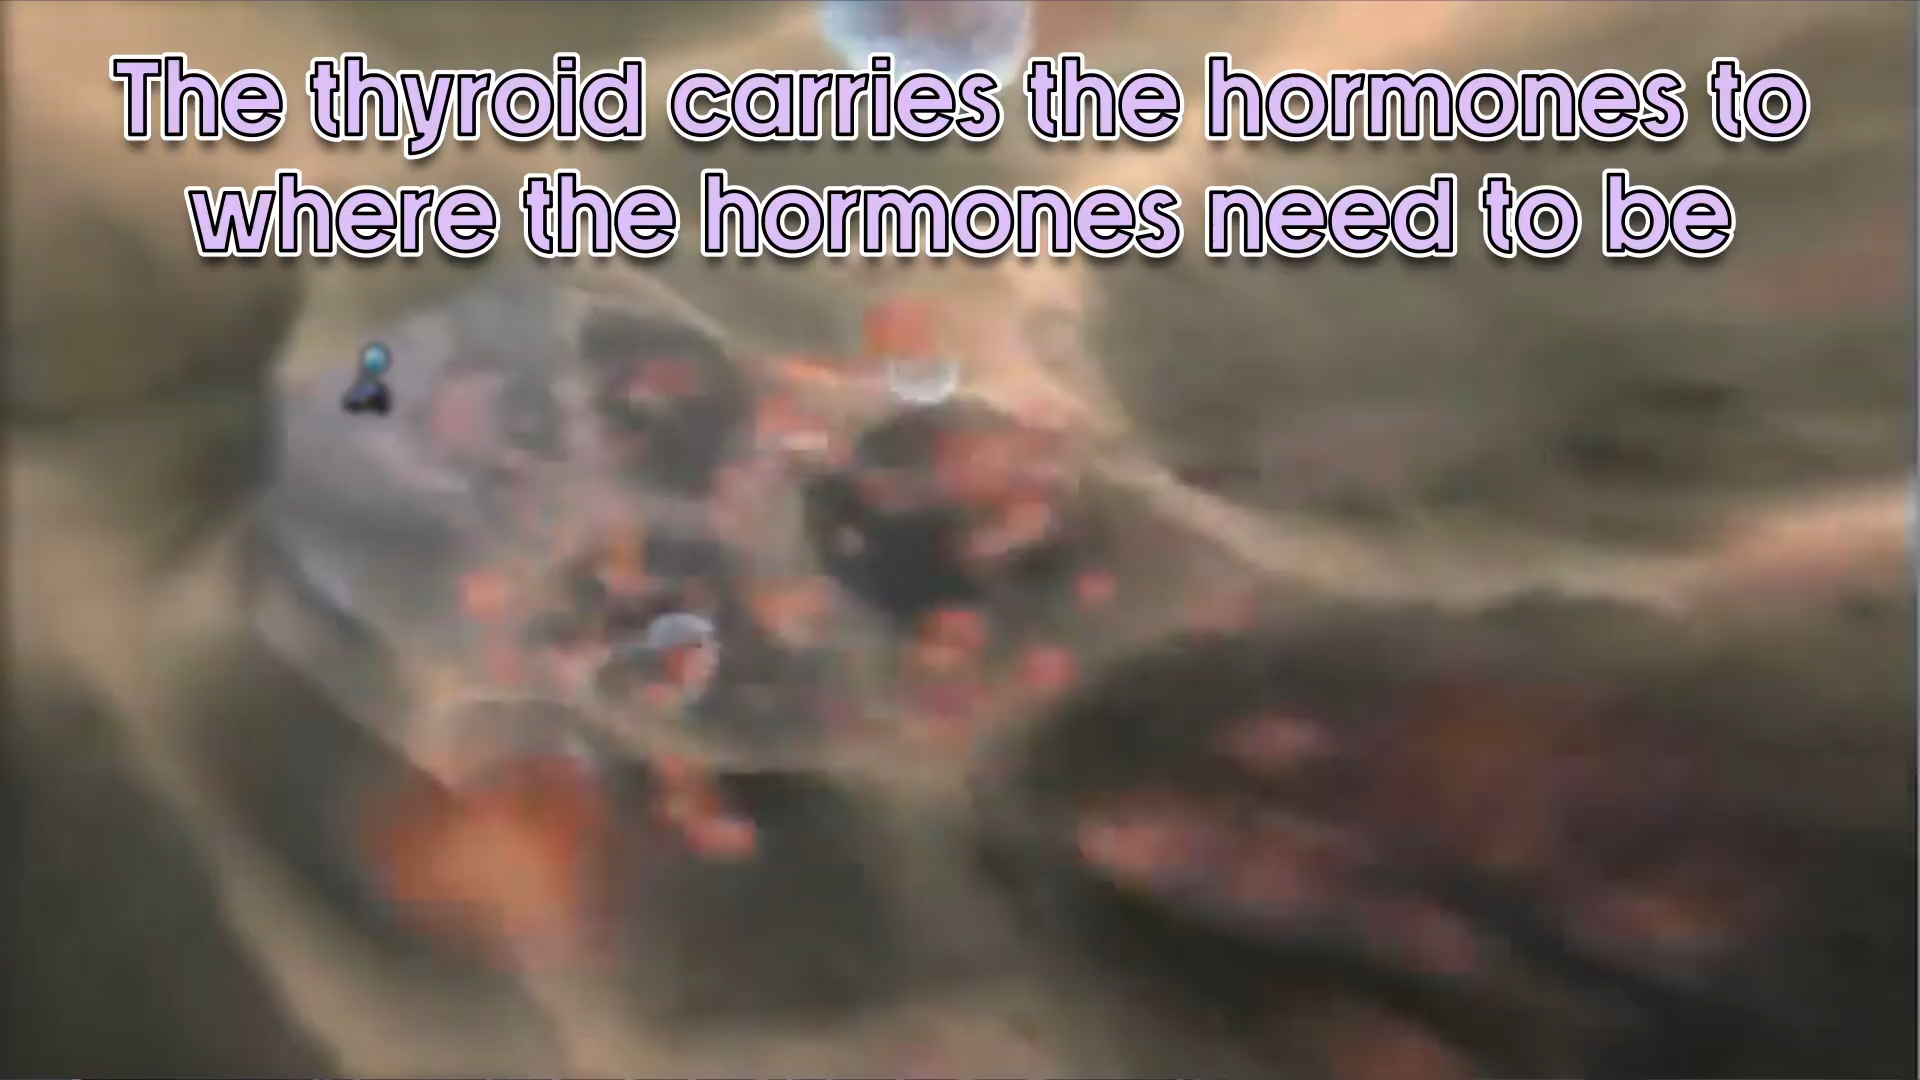 The thyroid carries the hormones to
where the hormones need to be